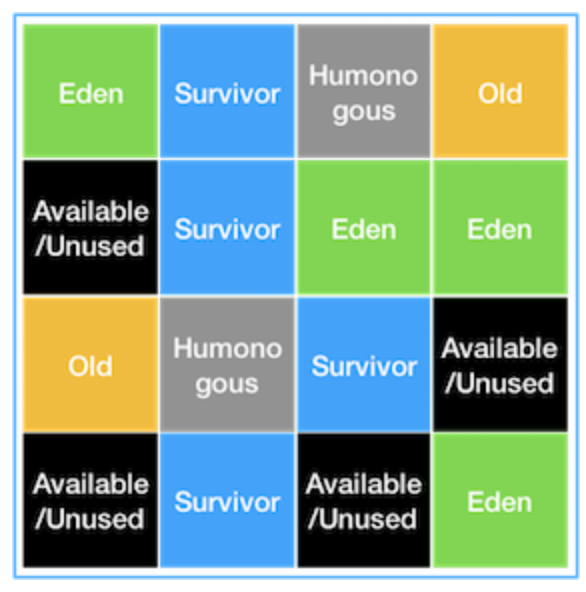 Eden
Survivor
Humono
gous
Old
Available
/Unused
Survivor
Eden
Eden
Old
Humono
gous
Survivor
Available
/Unused
Available
/Unused
Survivor
Available
/Unused
Eden